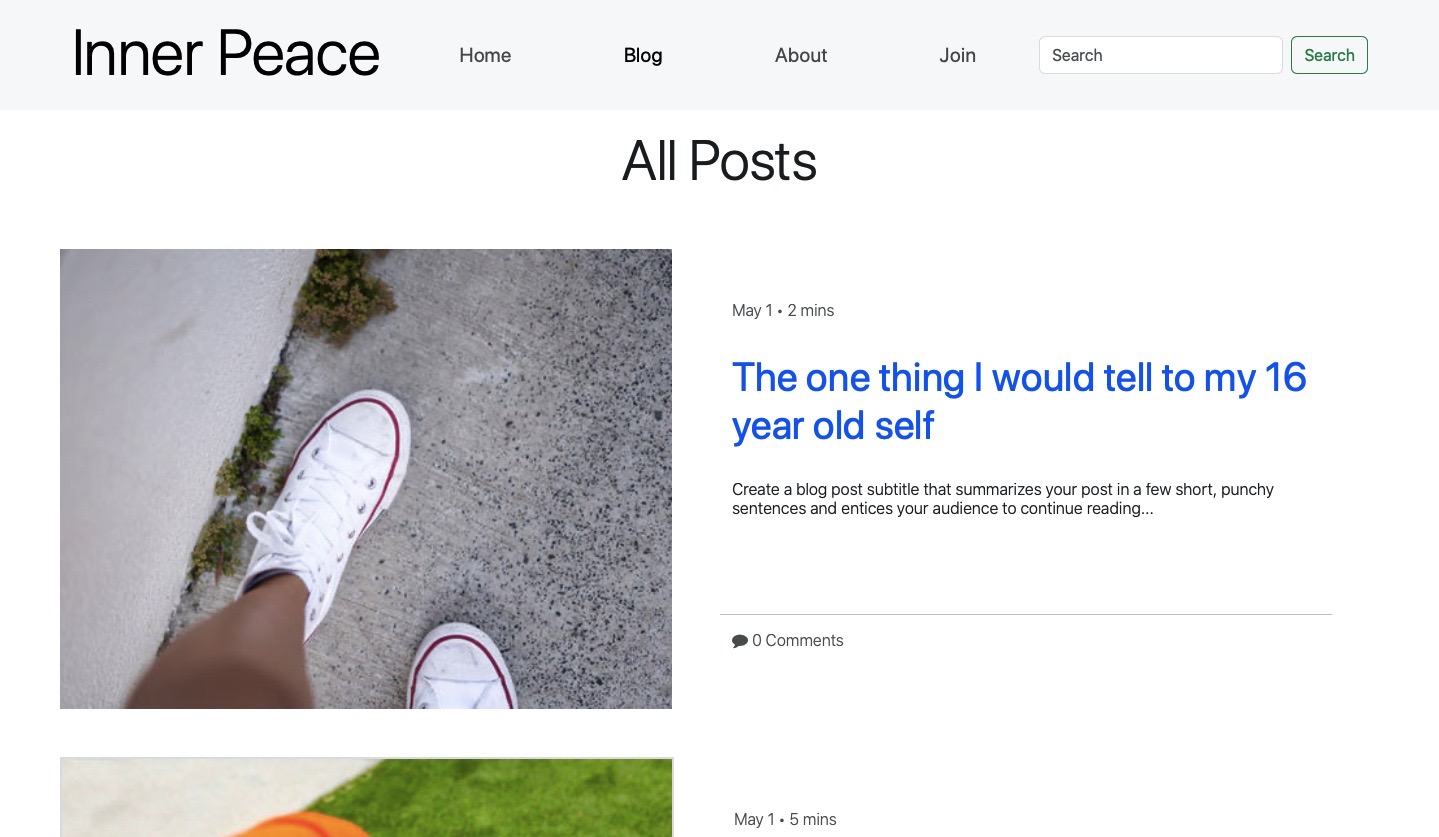 Inner Peace
Home
Blog
About
Join
Search
Search
All Posts
May 1 • 2 mins
The one thing I would tell to my 16
year old self
Create a blog post subtitle that summarizes your post in a few short, punchy
sentences and entices your audience to continue reading...
0 Comments
May 1 • 5 mins